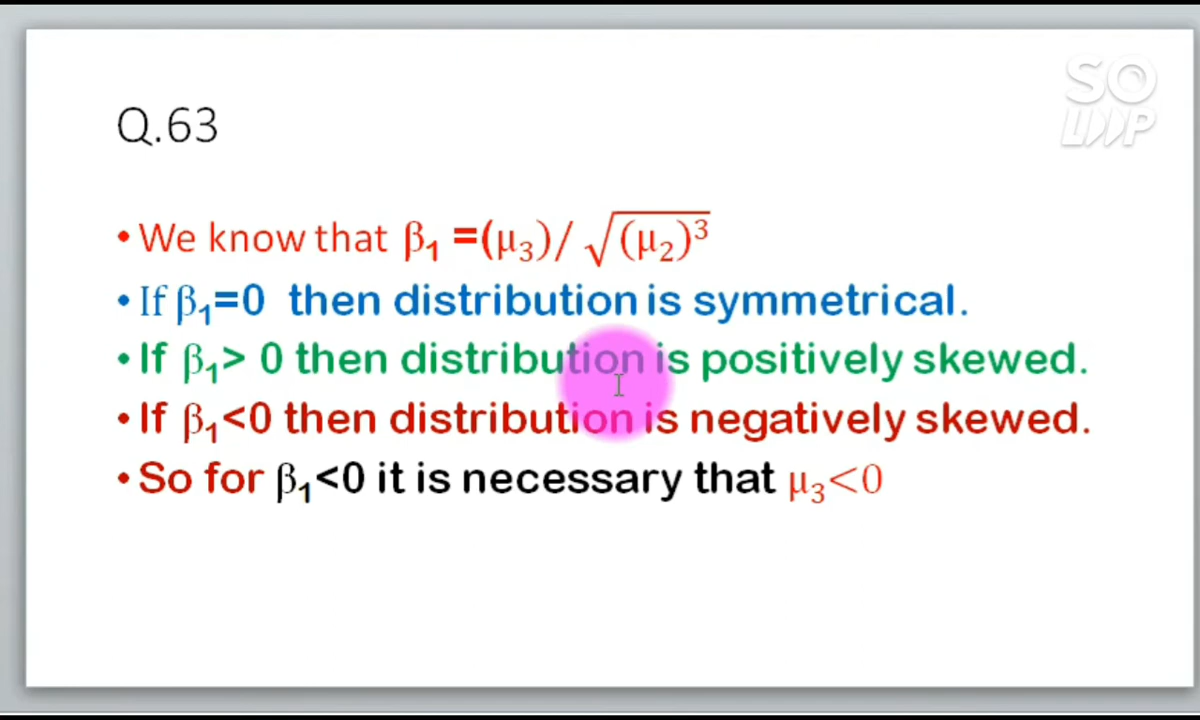 SO
LOOP
Q.63
• We know that β₁ =(μ₃)/ √(μ₂)³
• If β₁=0 then distribution is symmetrical.
• If β₁> 0 then distribution is positively skewed.
• If β₁<0 then distribution is negatively skewed.
• So for β₁<0 it is necessary that μ₃<0